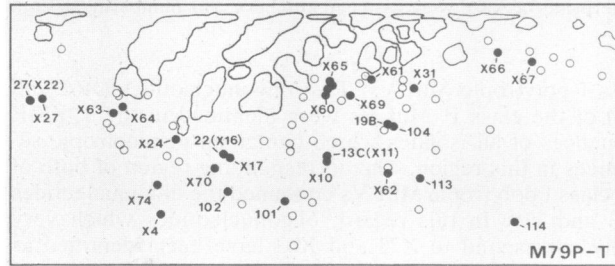 X65
X66
X61
X31
X67
27(X22)
X27
X63
X64
X60
X69
19B
104
X24
22(X16)
X17
13C(X11)
X70
X10
X62
113
X74
102
101
X4
114
M79P-T